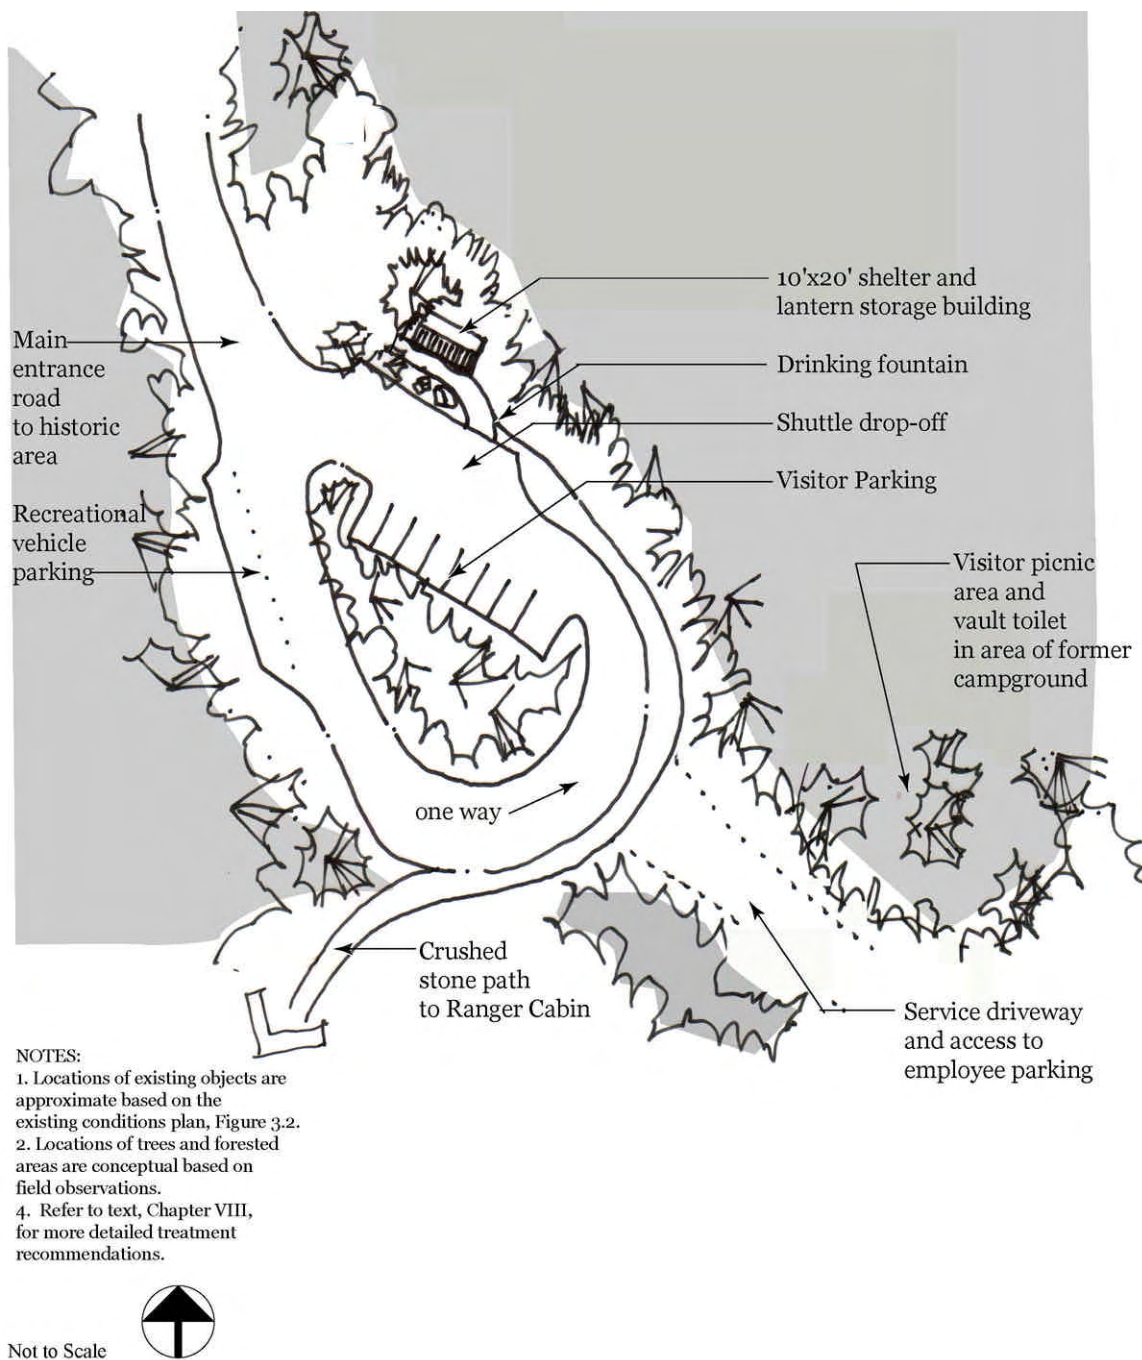 10'x20' shelter and
lantern storage building
Main
entrance
road
to historic
area
Drinking fountain
Shuttle drop-off
Visitor Parking
Recreational
vehicle
parking
Visitor picnic
area and
vault toilet
in area of former
campground
one way
Crushed
stone path
to Ranger Cabin
Service driveway
and access to
employee parking
NOTES:
1. Locations of existing objects are
approximate based on the
existing conditions plan, Figure 3.2.
2. Locations of trees and forested
areas are conceptual based on
field observations.
4. Refer to text, Chapter VIII,
for more detailed treatment
recommendations.
Not to Scale